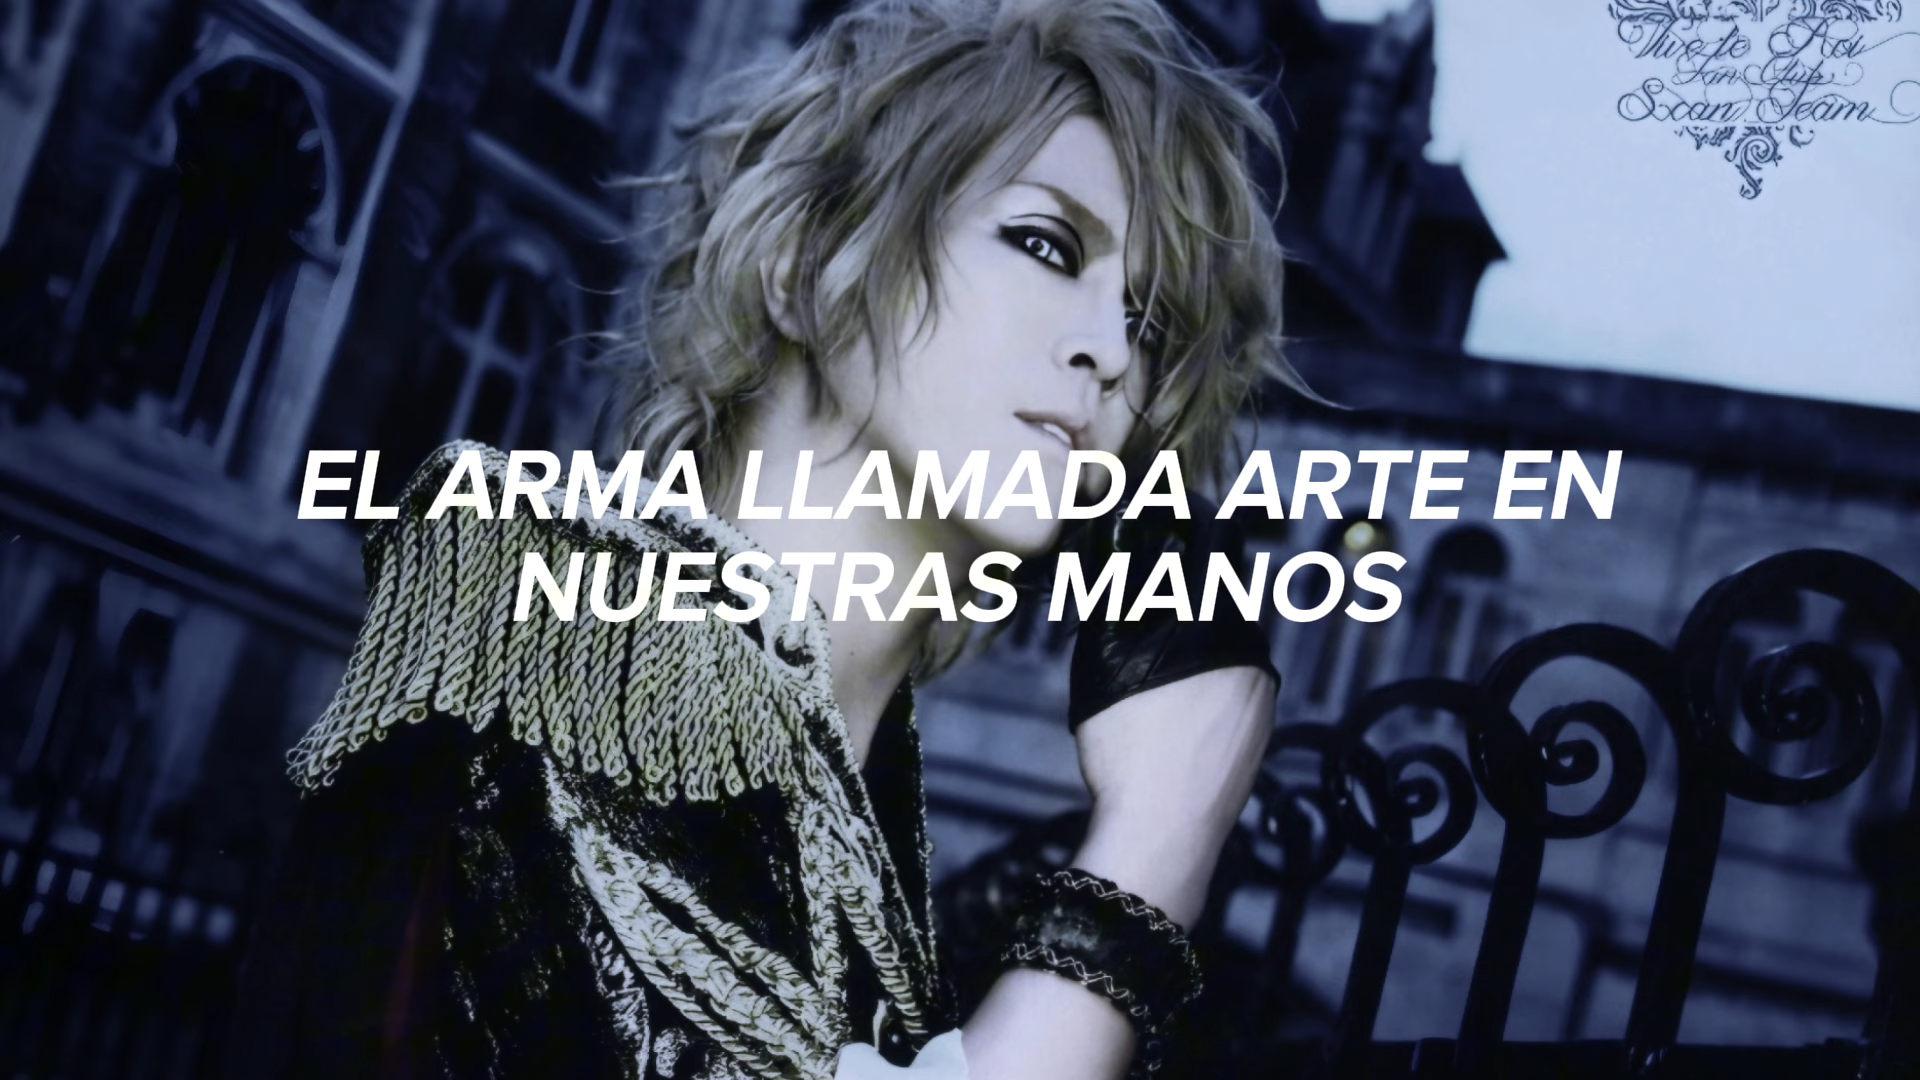 Vive le Roi
Fan Club
Scan Team
EL ARMA LLAMADA ARTE EN
NUESTRAS MANOS